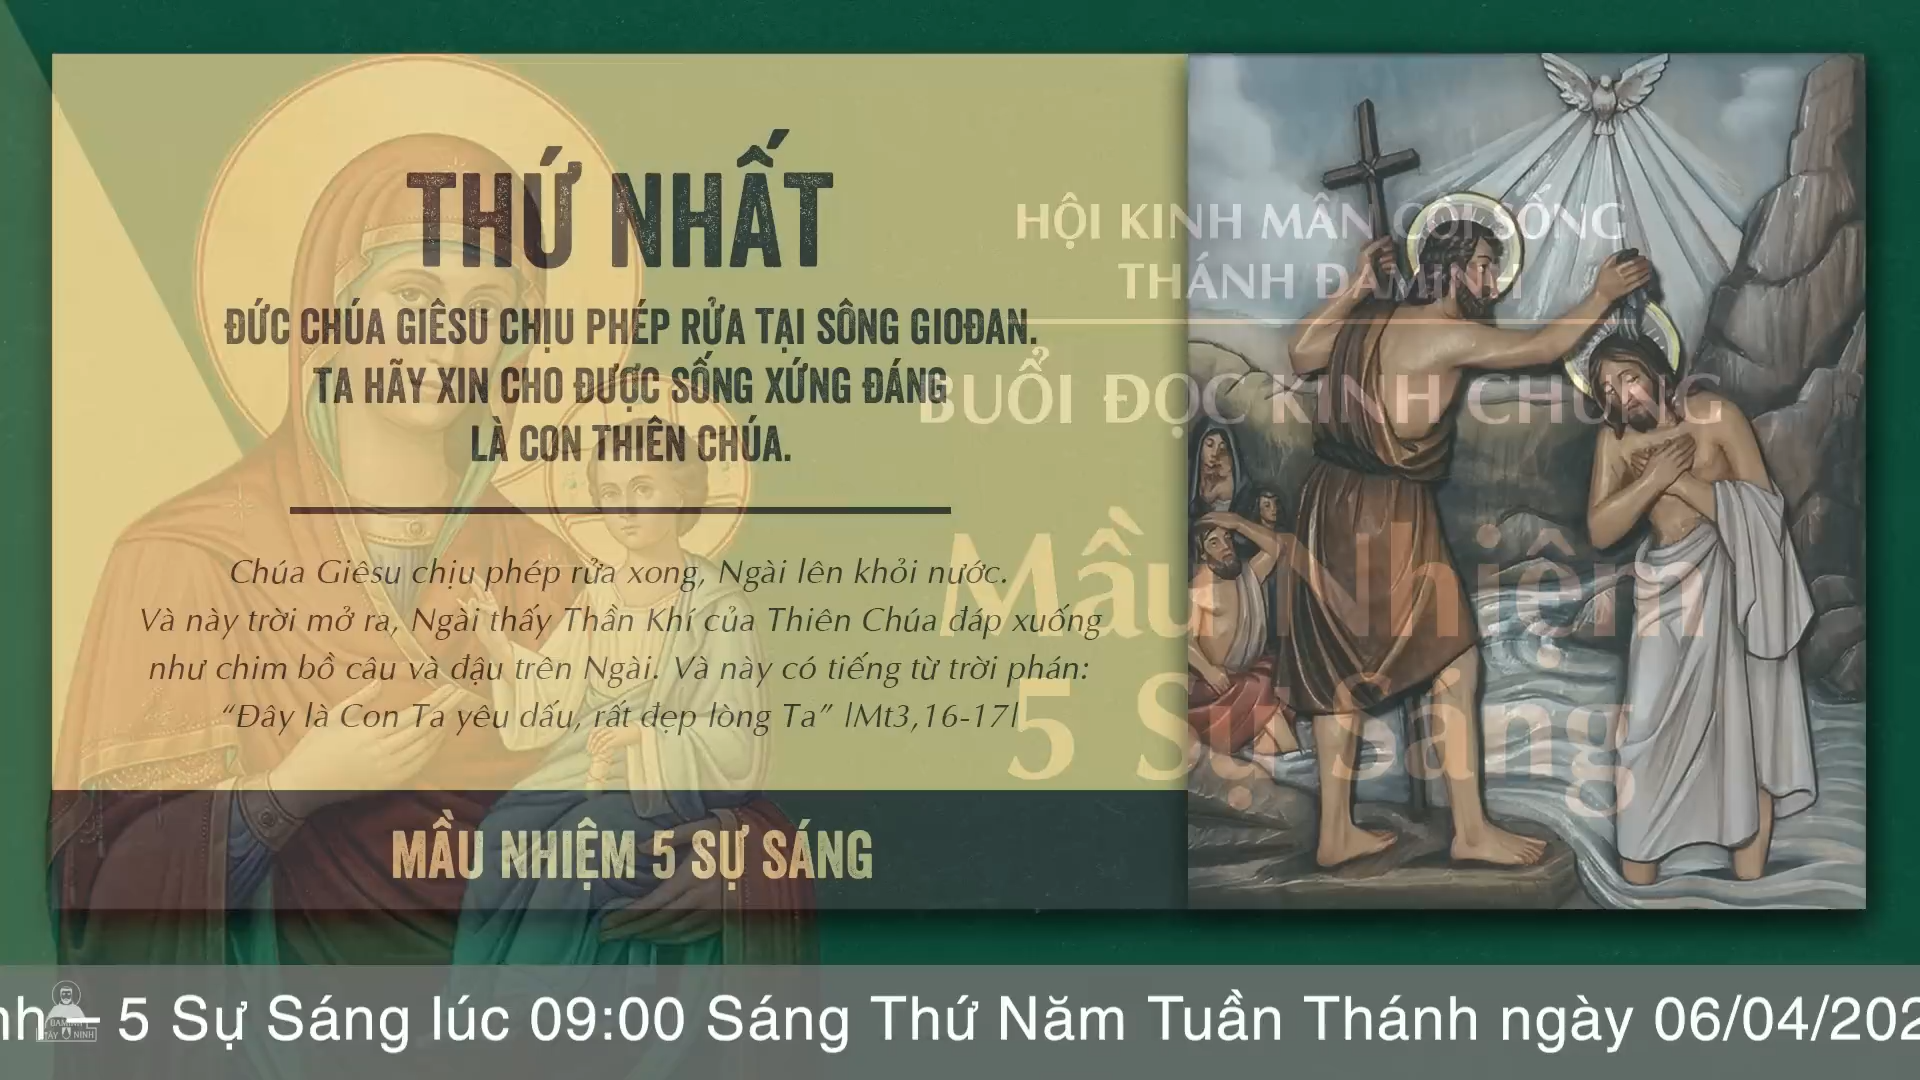 THỨ NHẤT
ĐỨC CHÚA GIÊSU CHỊU PHÉP RỬA TẠI SÔNG GIOĐAN.
TA HÃY XIN CHO ĐƯỢC SỐNG XỨNG ĐÁNG
LÀ CON THIÊN CHÚA.
Chúa Giêsu chịu phép rửa xong, Ngài lên khỏi nước.
Và này trời mở ra, Ngài thấy Thần Khí của Thiên Chúa đáp xuống
như chim bồ câu và đậu trên Ngài. Và này có tiếng từ trời phán:
“Đây là Con Ta yêu dấu, rất đẹp lòng Ta” |Mt3,16-17|
MẦU NHIỆM 5 SỰ SÁNG
HỘI KINH MÂN CÔI SỐNG
THÁNH ĐAMINH
BUỔI ĐỌC KINH CHUNG
Mầu Nhiệm
5 Sự Sáng
nh – 5 Sự Sáng lúc 09:00 Sáng Thứ Năm Tuần Thánh ngày 06/04/202
ĐAMINH
TÂY NINH